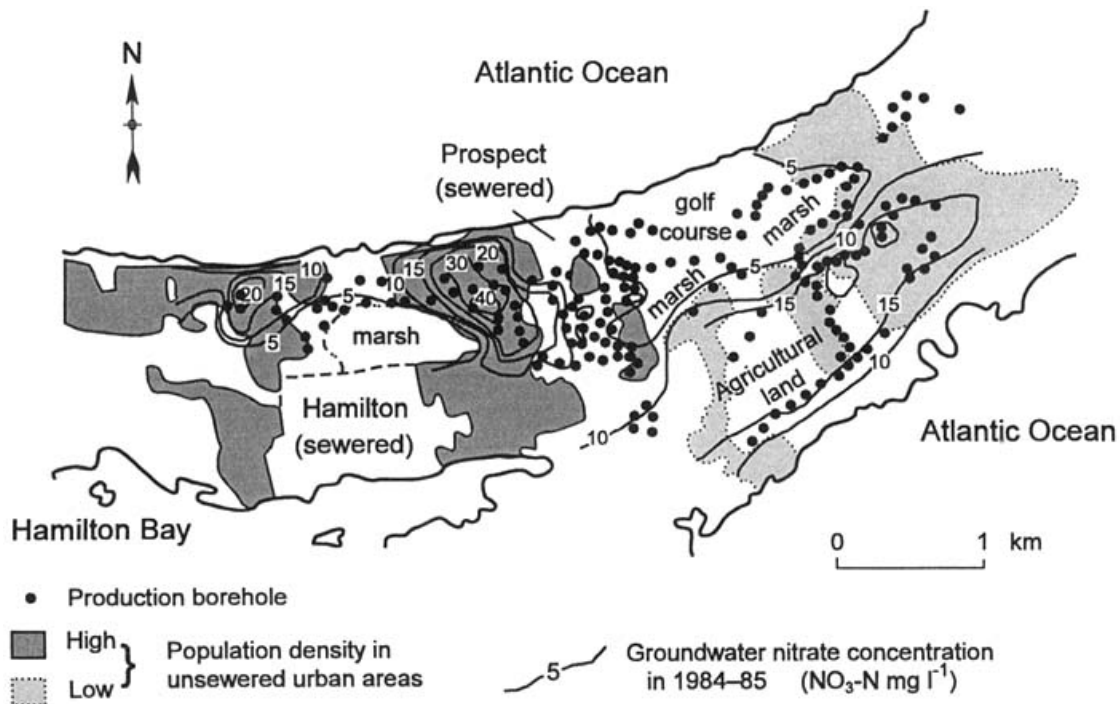 N
Atlantic Ocean
Prospect
(sewered)
golf
course
marsh
5
10
15
20
5
10
15
20
30
40
5
marsh
marsh
5
10
15
15
10
10
Agricultural
land
Hamilton
(sewered)
Atlantic Ocean
Hamilton Bay
0 1 km
Production borehole
High
Low
Population density in
unsewered urban areas
5
Groundwater nitrate concentration
in 1984–85 (NO₃-N mg l⁻¹)